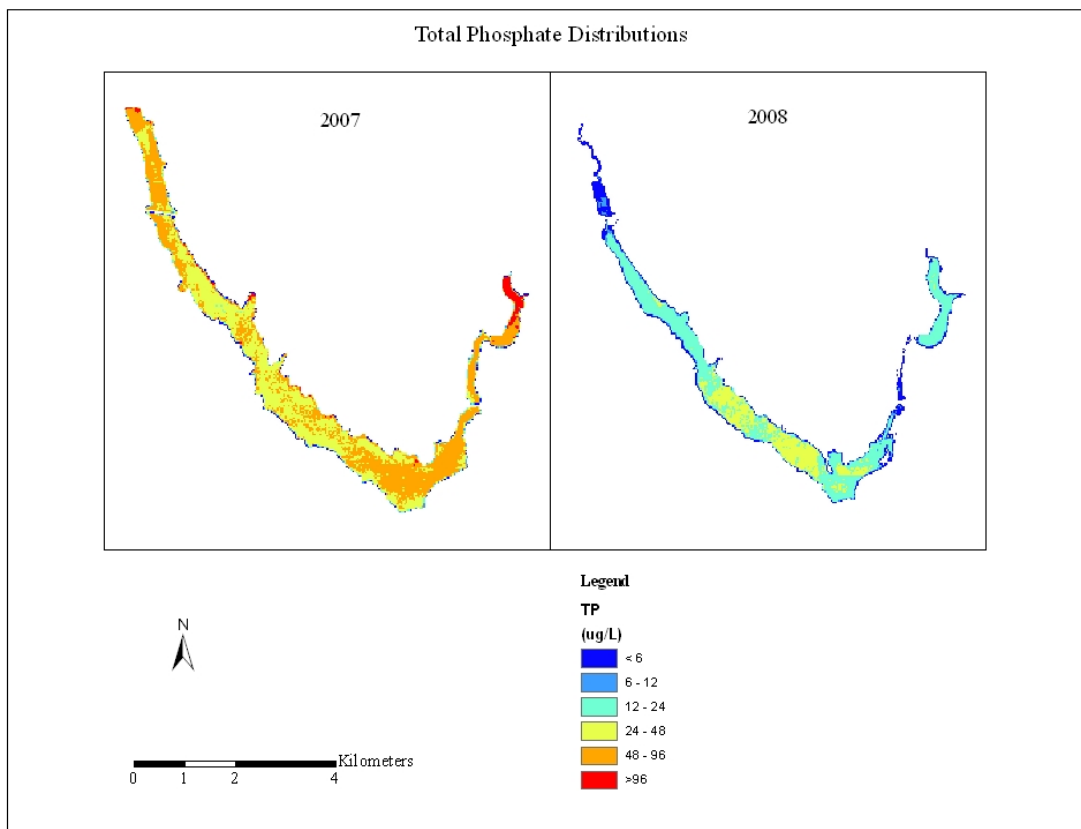 Total Phosphate Distributions
2007
2008
Legend
TP
(ug/L)
< 6
6 - 12
12 - 24
24 - 48
48 - 96
>96
N
Kilometers
0 1 2 4